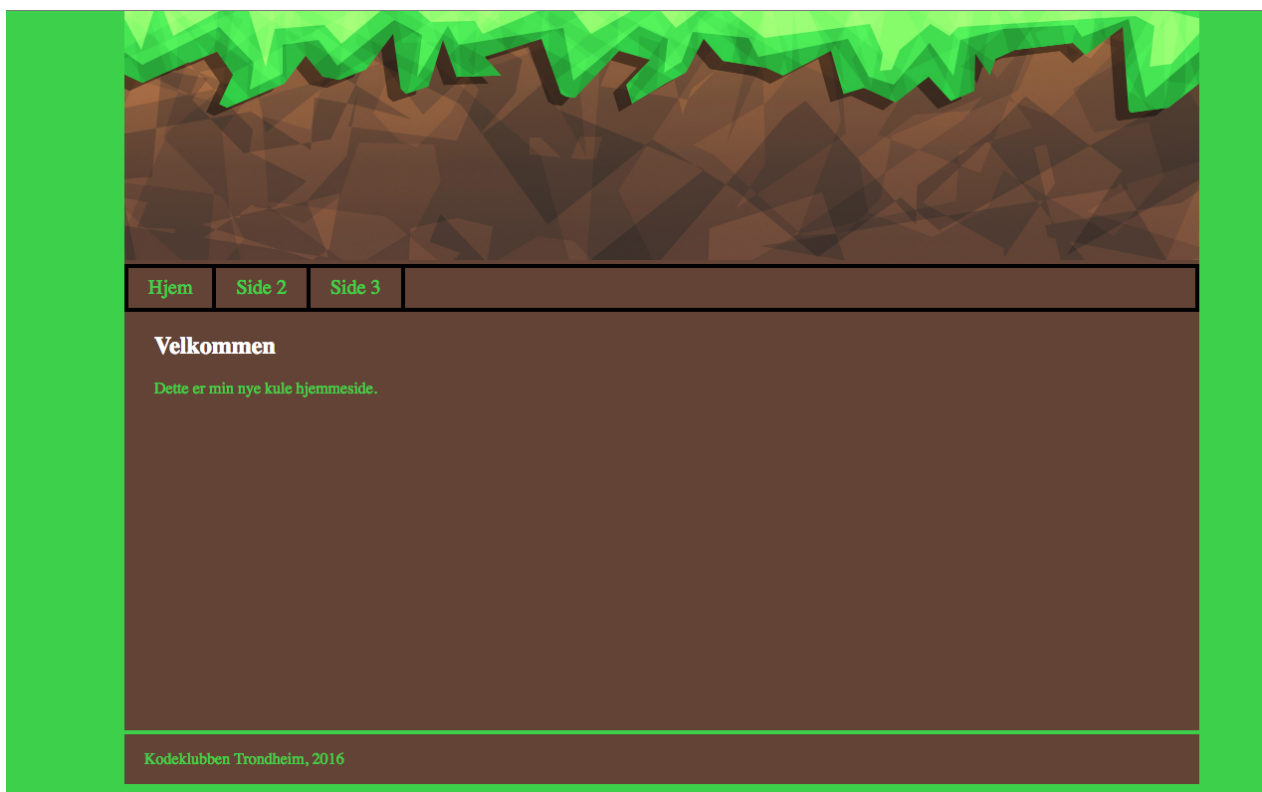 Hjem
Side 2
Side 3
Velkommen
Dette er min nye kule hjemmeside.
Kodeklubben Trondheim, 2016